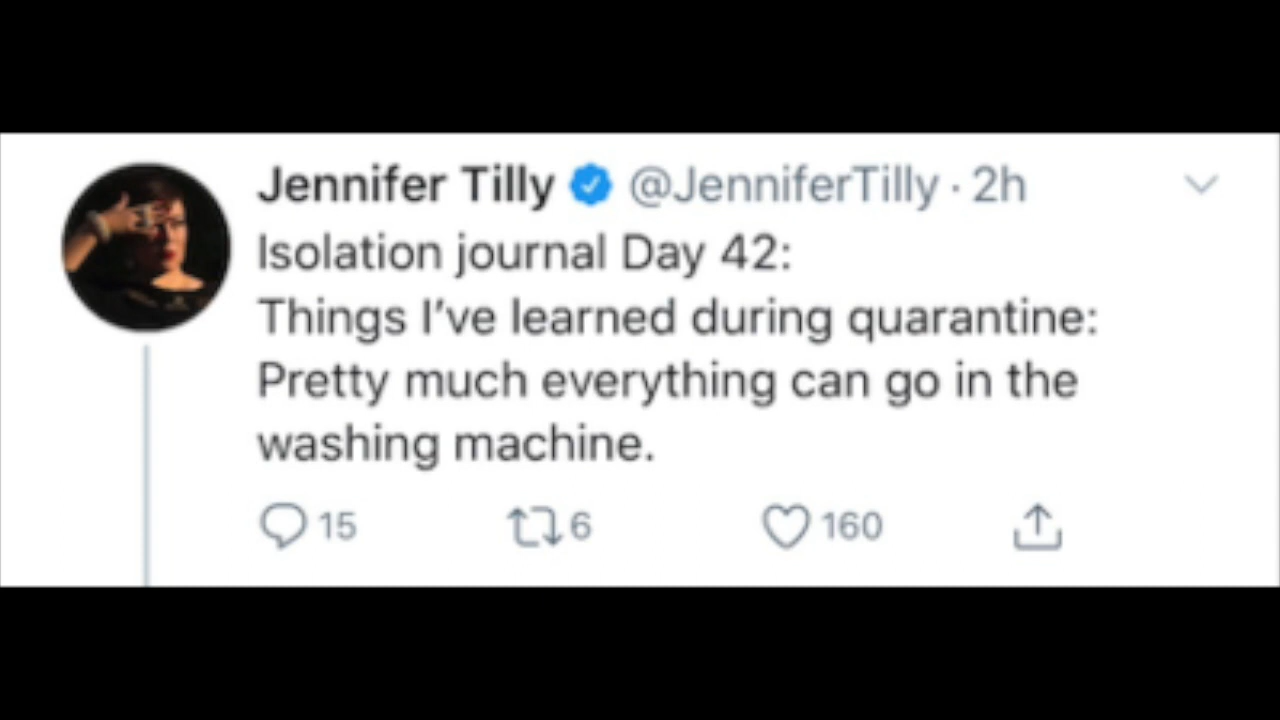 Jennifer Tilly @JenniferTilly · 2h
Isolation journal Day 42:
Things I’ve learned during quarantine:
Pretty much everything can go in the
washing machine.
15 6 160